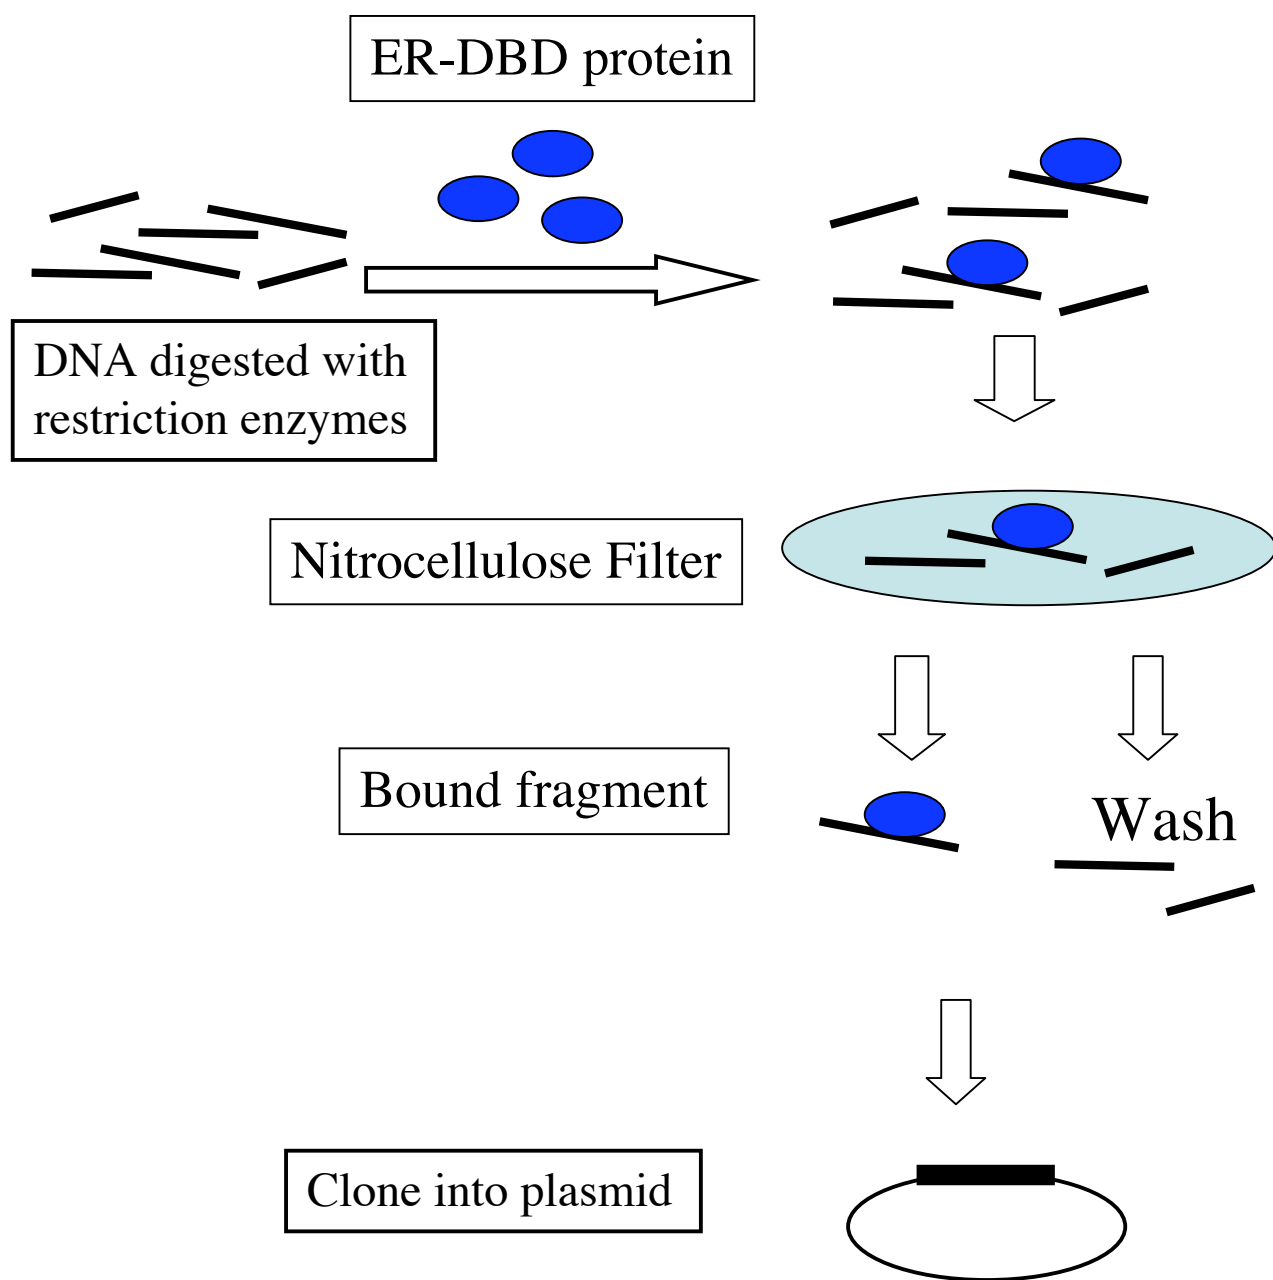 ER-DBD protein
DNA digested with
restriction enzymes
Nitrocellulose Filter
Bound fragment
Wash
Clone into plasmid